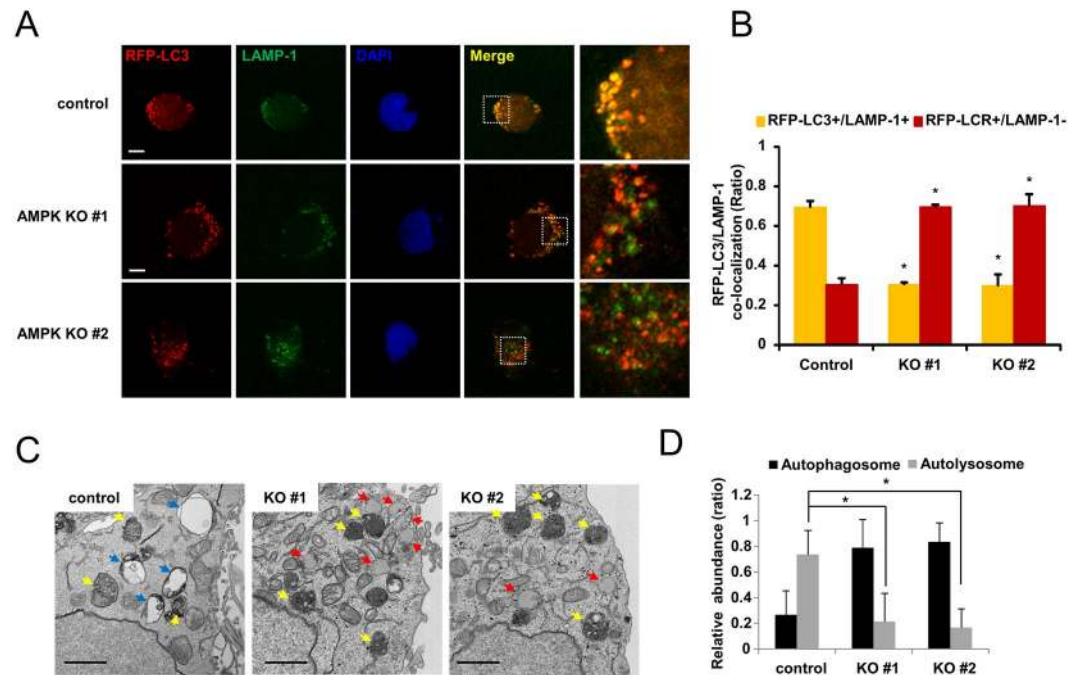 A
RFP-LC3 LAMP-1 DAPI Merge
control
AMPK KO #1
AMPK KO #2
B
RFP-LC3+/LAMP-1+ RFP-LCR+/LAMP-1-
RFP-LC3/LAMP-1
co-localization (Ratio)
1
0.8
0.6
0.4
0.2
0
* * * *
Control KO #1 KO #2
C
control KO #1 KO #2
D
Autophagosome Autolysosome
Relative abundance (ratio)
1.2
1
0.8
0.6
0.4
0.2
0
* *
control KO #1 KO #2